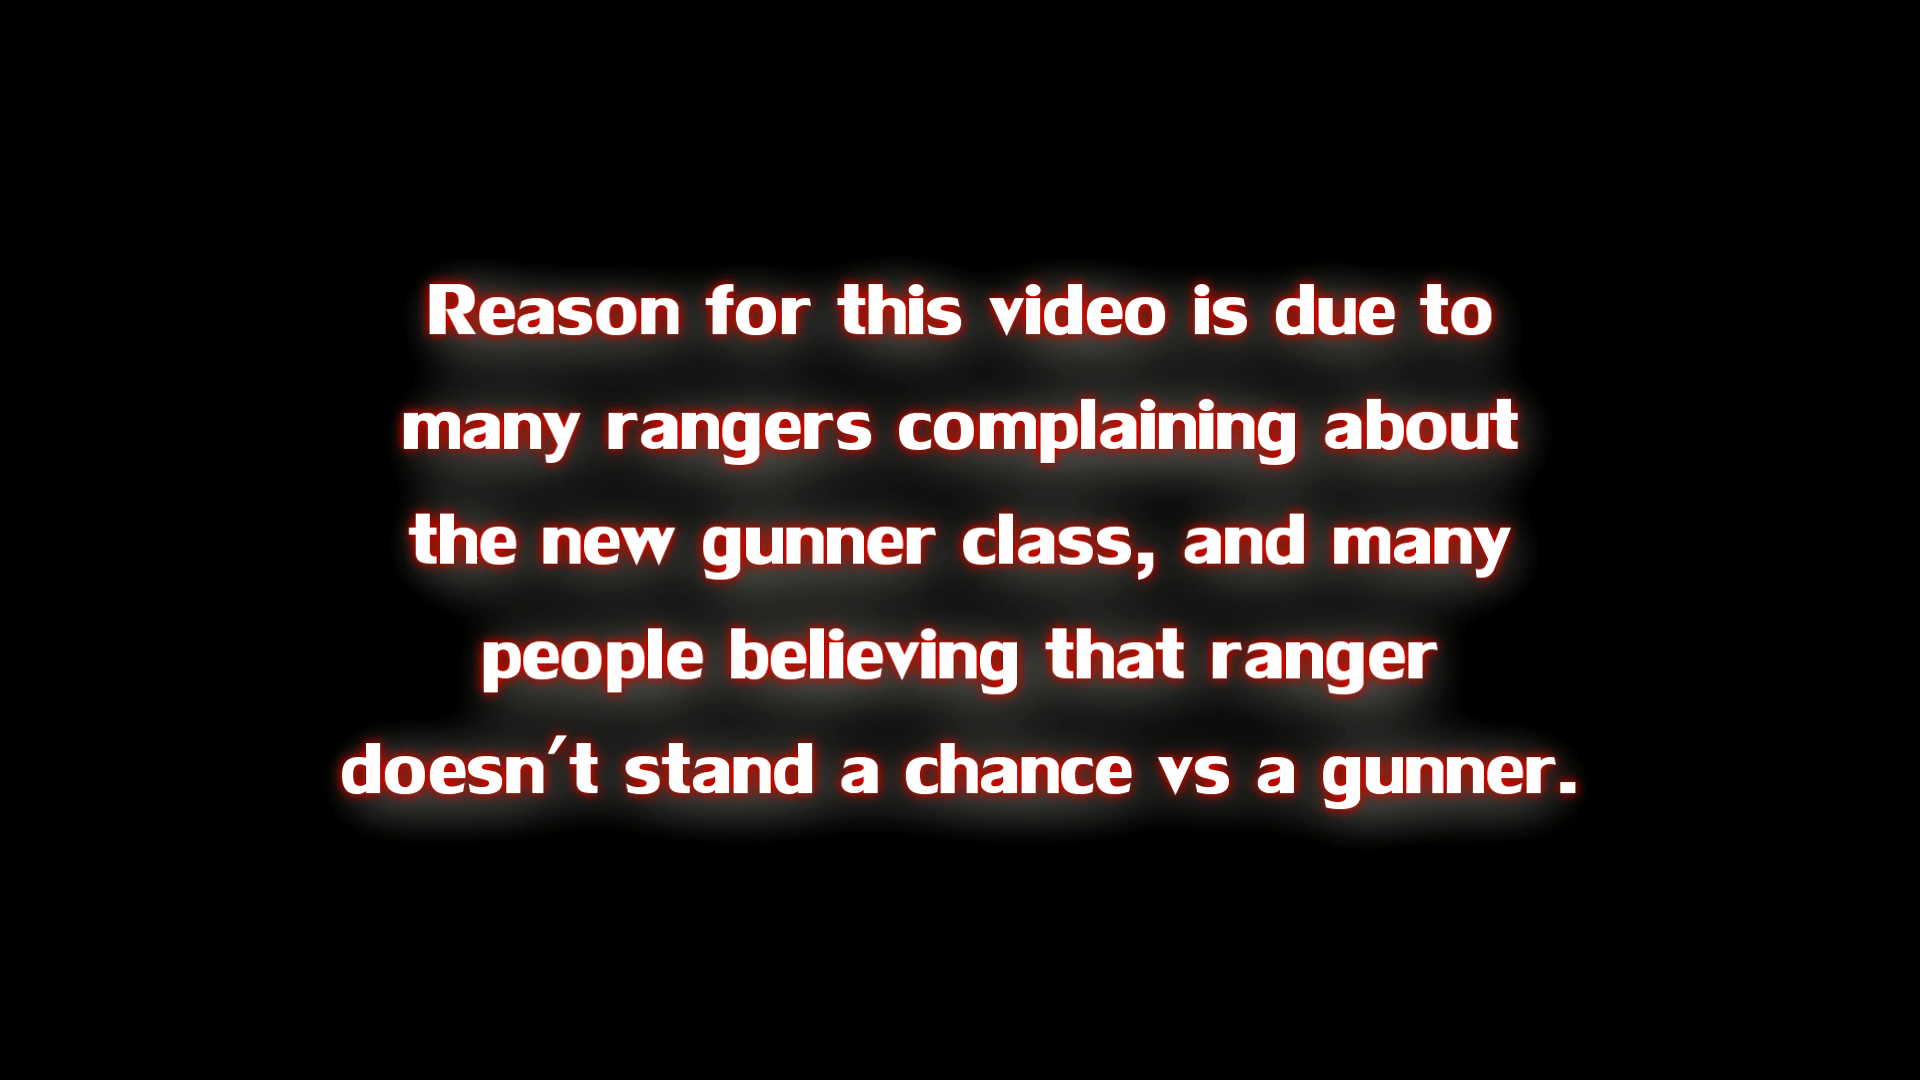 Reason for this video is due to
many rangers complaining about
the new gunner class, and many
people believing that ranger
doesn't stand a chance vs a gunner.